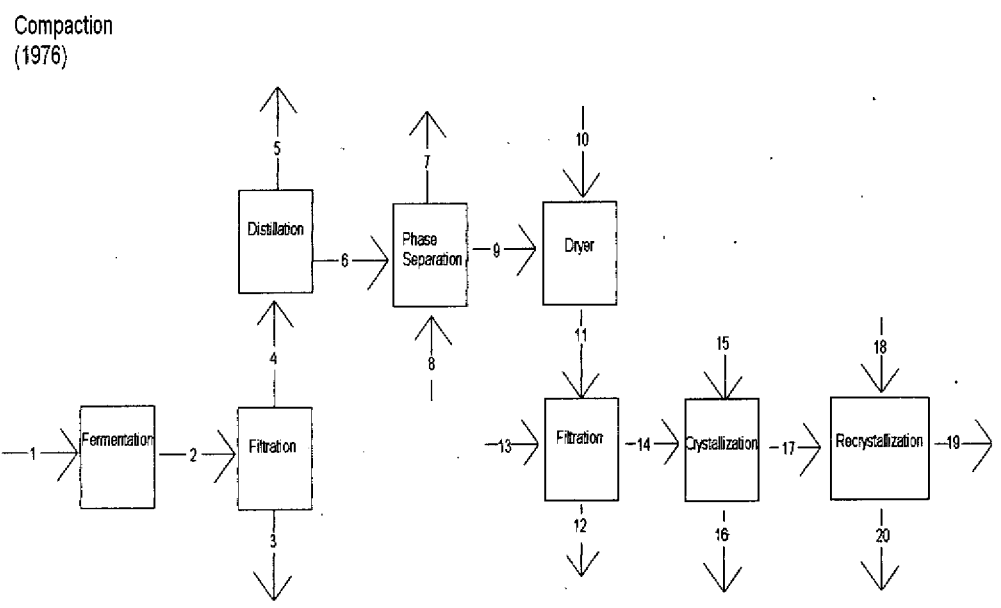 Compaction
(1976)
5
7
10
Distillation
Phase
Separation
Dryer
6
9
4
8
11
15
18
Fermentation
Filtration
Filtration
Crystallization
Recrystallization
1
2
13
14
17
19
3
12
16
20